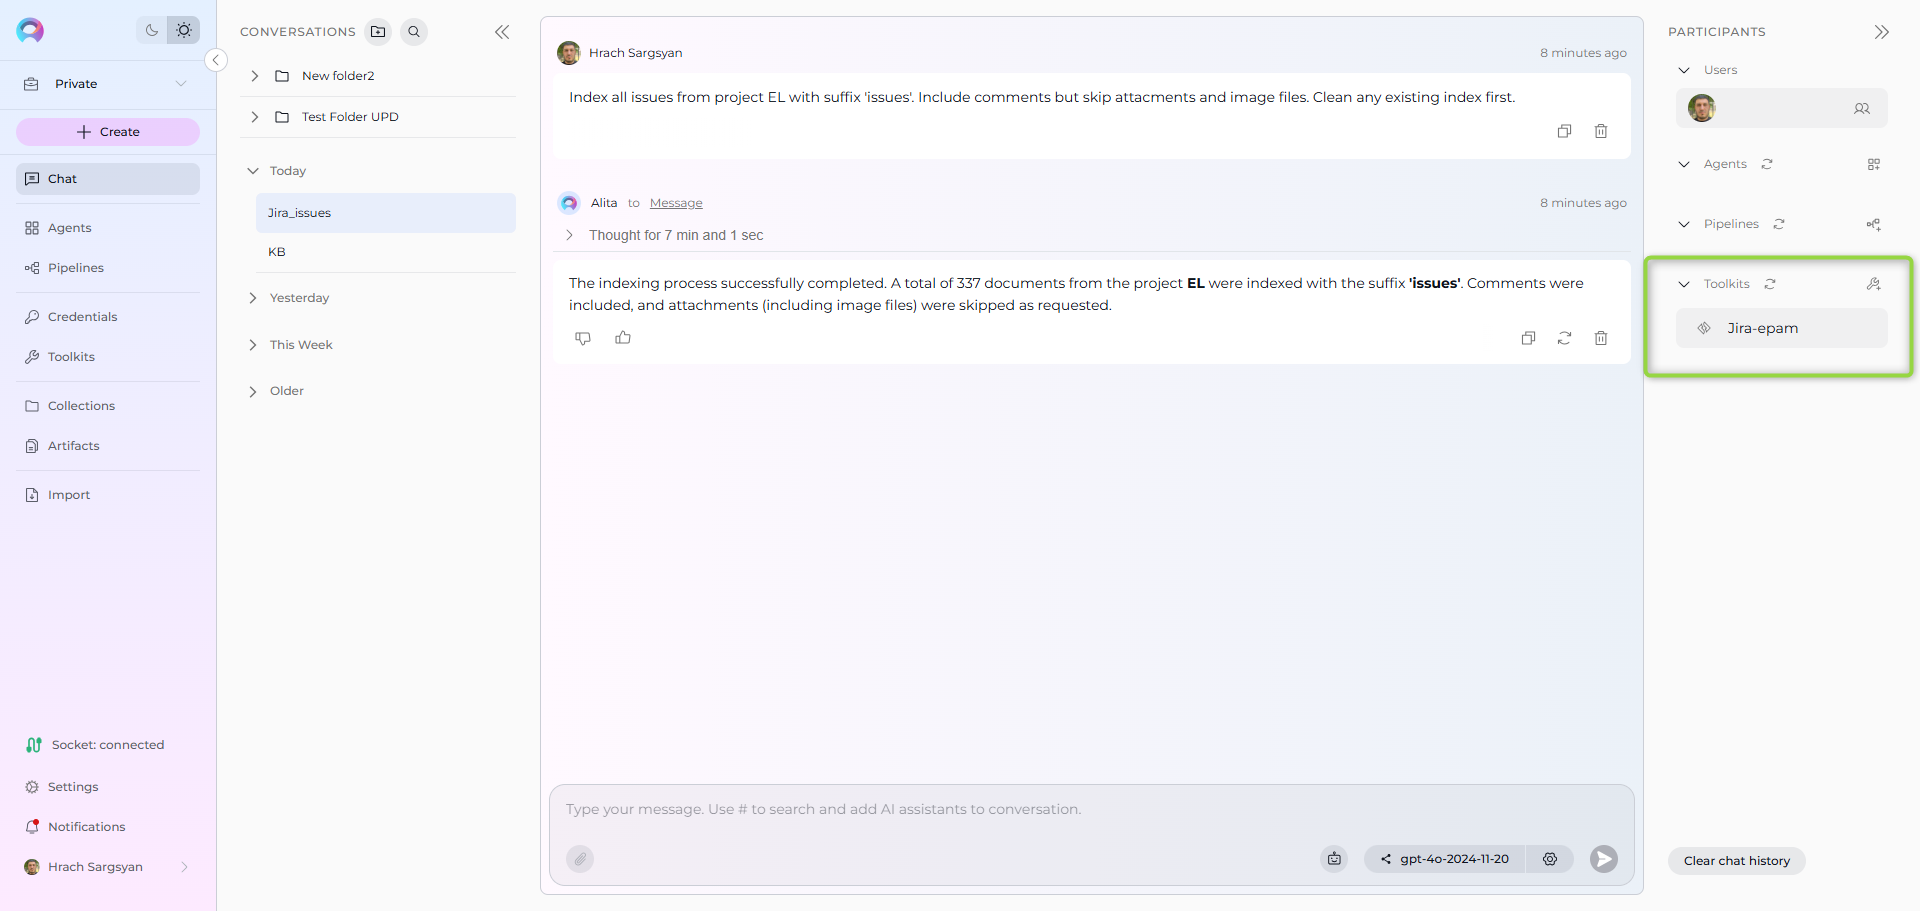 Private
Create
Chat
Agents
Pipelines
Credentials
Toolkits
Collections
Artifacts
Import
Socket: connected
Settings
Notifications
Hrach Sargsyan
CONVERSATIONS
New folder2
Test Folder UPD
Today
Jira_issues
KB
Yesterday
This Week
Older
Hrach Sargsyan
8 minutes ago
Index all issues from project EL with suffix 'issues'. Include comments but skip attacments and image files. Clean any existing index first.
Alita to Message
8 minutes ago
Thought for 7 min and 1 sec
The indexing process successfully completed. A total of 337 documents from the project EL were indexed with the suffix 'issues'. Comments were
included, and attachments (including image files) were skipped as requested.
Type your message. Use # to search and add AI assistants to conversation.
gpt-4o-2024-11-20
PARTICIPANTS
Users
Agents
Pipelines
Toolkits
Jira-epam
Clear chat history